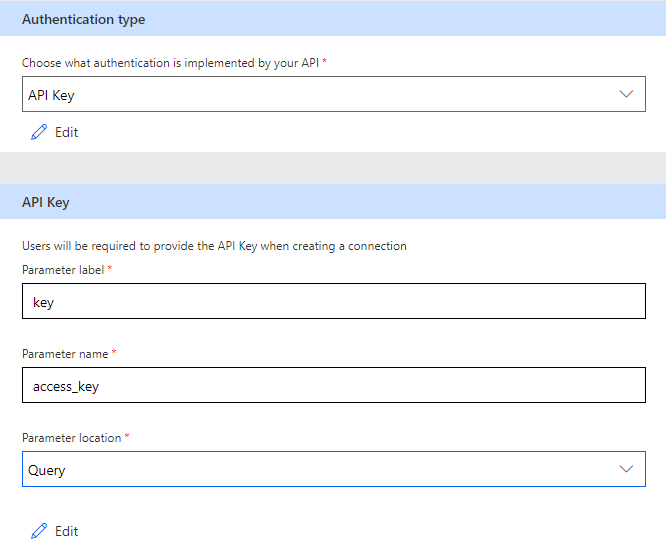 Authentication type
Choose what authentication is implemented by your API *
API Key
Edit
API Key
Users will be required to provide the API Key when creating a connection
Parameter label *
key
Parameter name *
access_key
Parameter location *
Query
Edit